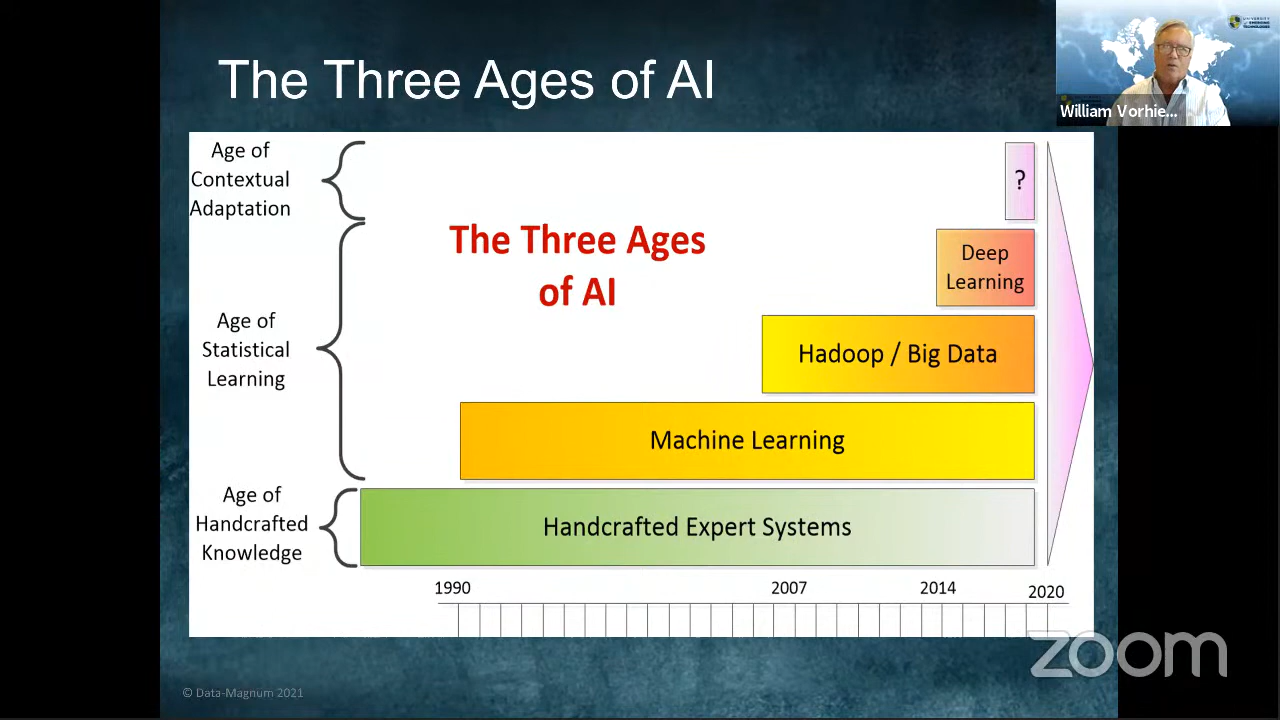 The Three Ages of AI
UNIVERSITY
William Vorhie...
Age of
Contextual
Adaptation
?
The Three Ages
of AI
Deep
Learning
Age of
Statistical
Learning
Hadoop / Big Data
Machine Learning
Age of
Handcrafted
Knowledge
Handcrafted Expert Systems
1990
2007
2014
2020
zoom
© Data-Magnum 2021